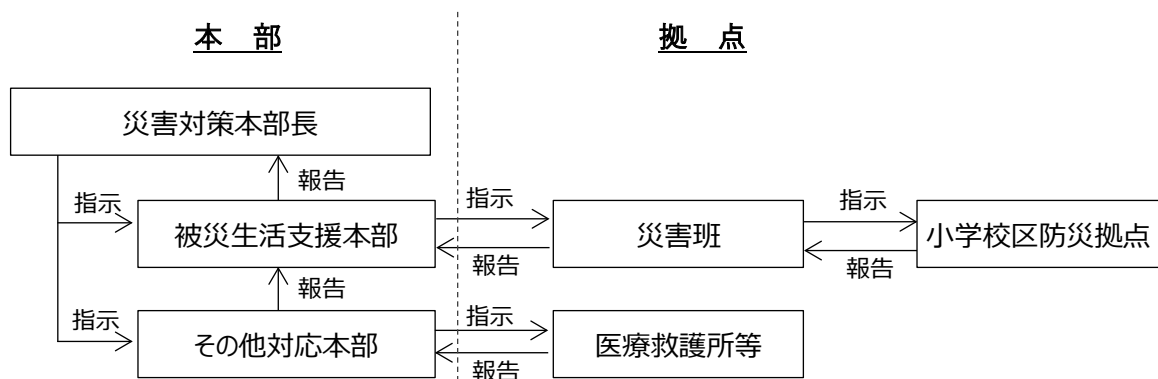 本 部
拠 点
災害対策本部長
報告
指示
指示
指示
被災生活支援本部
災害班
小学校区防災拠点
報告
報告
報告
指示
指示
その他対応本部
医療救護所等
報告